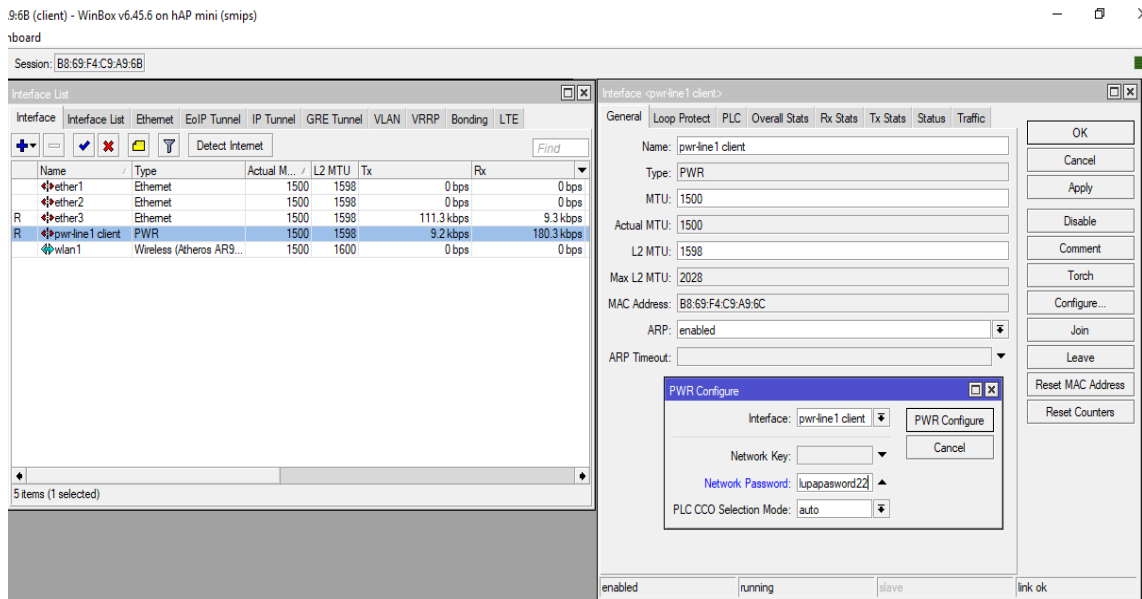 .9:6B (client) - WinBox v6.45.6 on hAP mini (smips)
nboard
Session: B8:69:F4:C9:A9:6B
Interface List
Interface Interface List Ethernet EoIP Tunnel IP Tunnel GRE Tunnel VLAN VRRP Bonding LTE
Detect Internet
Find
Name Type Actual M... L2 MTU Tx Rx
ether1 Ethernet 1500 1598 0 bps 0 bps
ether2 Ethernet 1500 1598 0 bps 0 bps
R ether3 Ethernet 1500 1598 111.3 kbps 9.3 kbps
R pwr-line1 client PWR 1500 1598 9.2 kbps 180.3 kbps
wlan1 Wireless (Atheros AR9... 1500 1600 0 bps 0 bps
5 items (1 selected)
Interface <pwr-line1 client>
General Loop Protect PLC Overall Stats Rx Stats Tx Stats Status Traffic
Name: pwr-line1 client
Type: PWR
MTU: 1500
Actual MTU: 1500
L2 MTU: 1598
Max L2 MTU: 2028
MAC Address: B8:69:F4:C9:A9:6C
ARP: enabled
ARP Timeout:
OK
Cancel
Apply
Disable
Comment
Torch
Configure...
Join
Leave
Reset MAC Address
Reset Counters
PWR Configure
Interface: pwr-line1 client
PWR Configure
Cancel
Network Key:
Network Password: lupapasword22
PLC CCO Selection Mode: auto
enabled running slave link ok